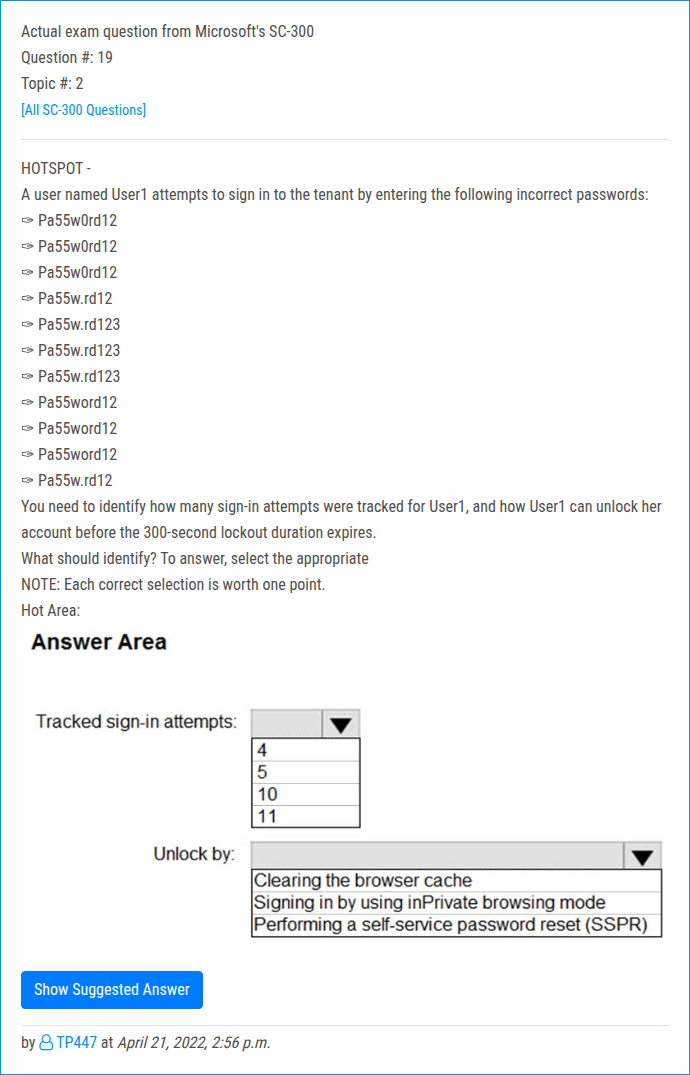 Actual exam question from Microsoft's SC-300
Question #: 19
Topic #: 2
[All SC-300 Questions]
HOTSPOT -
A user named User1 attempts to sign in to the tenant by entering the following incorrect passwords:
✑ Pa55w0rd12
✑ Pa55w0rd12
✑ Pa55w0rd12
✑ Pa55w.rd12
✑ Pa55w.rd123
✑ Pa55w.rd123
✑ Pa55w.rd123
✑ Pa55word12
✑ Pa55word12
✑ Pa55word12
✑ Pa55w.rd12
You need to identify how many sign-in attempts were tracked for User1, and how User1 can unlock her
account before the 300-second lockout duration expires.
What should identify? To answer, select the appropriate
NOTE: Each correct selection is worth one point.
Hot Area:
Answer Area
Tracked sign-in attempts:
4
5
10
11
Unlock by:
Clearing the browser cache
Signing in by using inPrivate browsing mode
Performing a self-service password reset (SSPR)
Show Suggested Answer
by TP447 at April 21, 2022, 2:56 p.m.